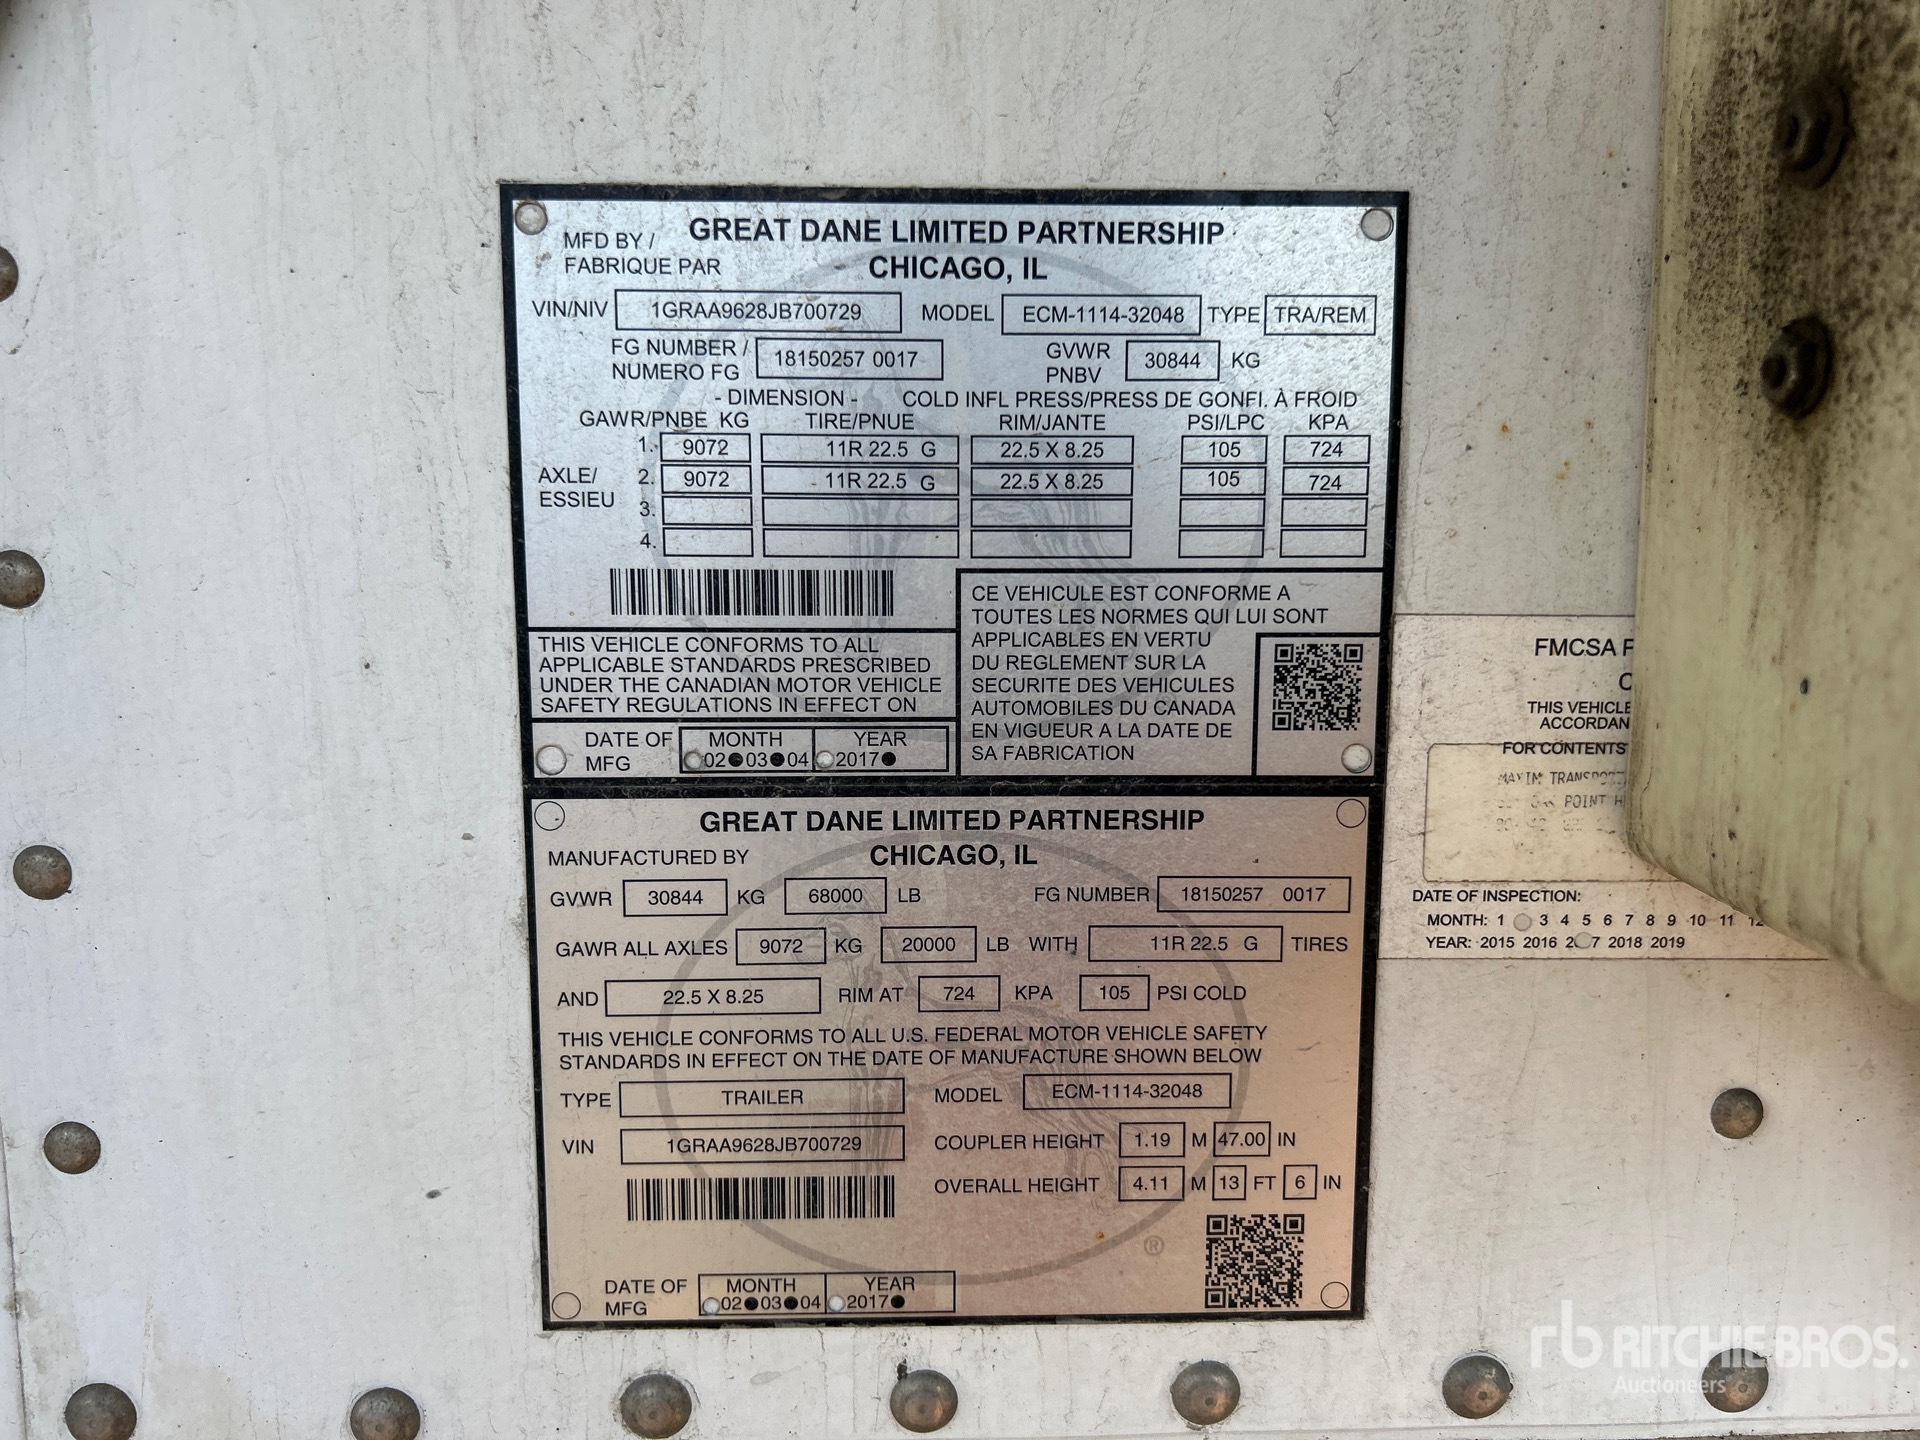 GREAT DANE LIMITED PARTNERSHIP
MFD BY /
FABRIQUE PAR
CHICAGO, IL
VIN/NIV 1GRAA9628JB700729 MODEL ECM-1114-32048 TYPE TRA/REM
FG NUMBER /
NUMERO FG
18150257 0017
GVWR
PNBV
30844 KG
- DIMENSION - COLD INFL PRESS/PRESS DE GONFI. À FROID
GAWR/PNBE KG TIRE/PNUE RIM/JANTE PSI/LPC KPA
AXLE/
ESSIEU
1. 9072 11R 22.5 G 22.5 X 8.25 105 724
2. 9072 11R 22.5 G 22.5 X 8.25 105 724
3.
4.
THIS VEHICLE CONFORMS TO ALL
APPLICABLE STANDARDS PRESCRIBED
UNDER THE CANADIAN MOTOR VEHICLE
SAFETY REGULATIONS IN EFFECT ON
DATE OF
MFG
MONTH YEAR
02 03 04 2017
CE VEHICULE EST CONFORME A
TOUTES LES NORMES QUI LUI SONT
APPLICABLES EN VERTU
DU REGLEMENT SUR LA
SECURITE DES VEHICULES
AUTOMOBILES DU CANADA
EN VIGUEUR A LA DATE DE
SA FABRICATION
GREAT DANE LIMITED PARTNERSHIP
MANUFACTURED BY CHICAGO, IL
GVWR 30844 KG 68000 LB FG NUMBER 18150257 0017
GAWR ALL AXLES 9072 KG 20000 LB WITH 11R 22.5 G TIRES
AND 22.5 X 8.25 RIM AT 724 KPA 105 PSI COLD
THIS VEHICLE CONFORMS TO ALL U.S. FEDERAL MOTOR VEHICLE SAFETY
STANDARDS IN EFFECT ON THE DATE OF MANUFACTURE SHOWN BELOW
TYPE TRAILER MODEL ECM-1114-32048
VIN 1GRAA9628JB700729 COUPLER HEIGHT 1.19 M 47.00 IN
OVERALL HEIGHT 4.11 M 13 FT 6 IN
®
DATE OF
MFG
MONTH YEAR
02 03 04 2017
FMCSA
THIS VEHICLE
FOR CONTENTS
MAXIM
POINT
DATE OF INSPECTION:
MONTH: 1 3 4 5 6 7 8 9 10 11 12
YEAR: 2015 2016 2018 2019
rb RITCHIE BROS.
Auctioneers